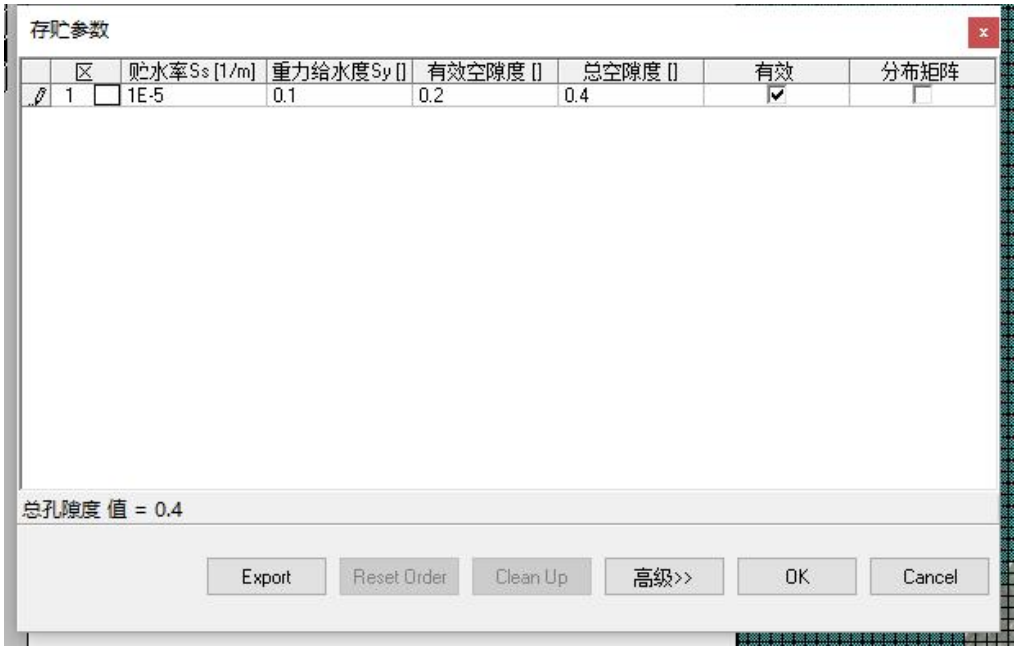 存贮参数
区 贮水率Ss [1/m] 重力给水度Sy [] 有效空隙度 [] 总空隙度 [] 有效 分布矩阵
1 1E-5 0.1 0.2 0.4
总孔隙度 值 = 0.4
Export Reset Order Clean Up 高级>> OK Cancel